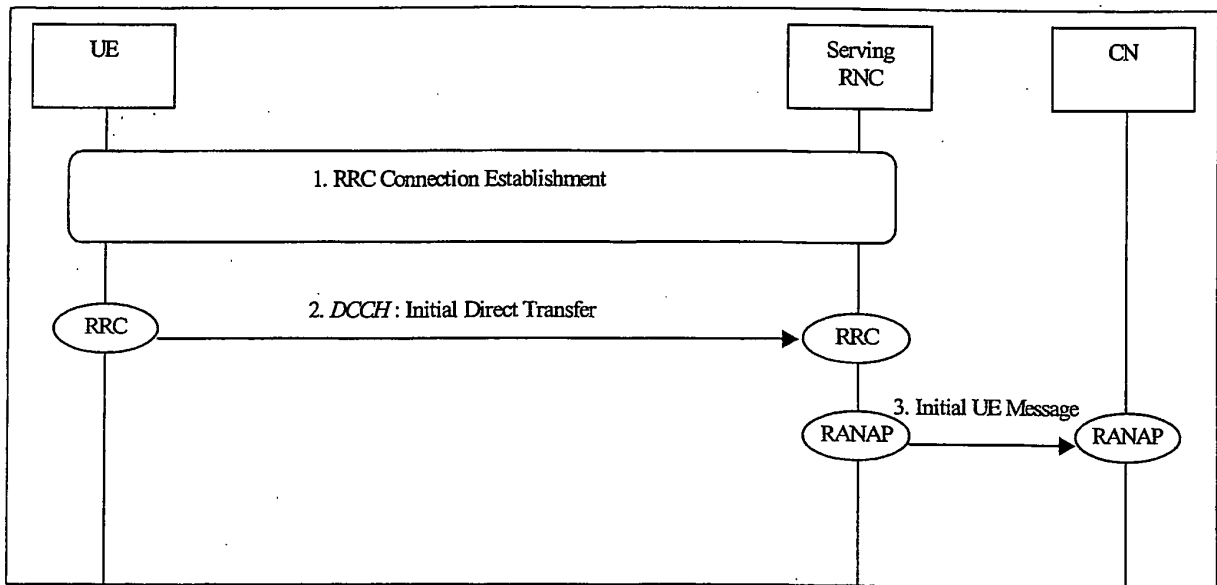 UE
Serving
RNC
CN
1. RRC Connection Establishment
2. DCCH : Initial Direct Transfer
RRC
RRC
3. Initial UE Message
RANAP
RANAP